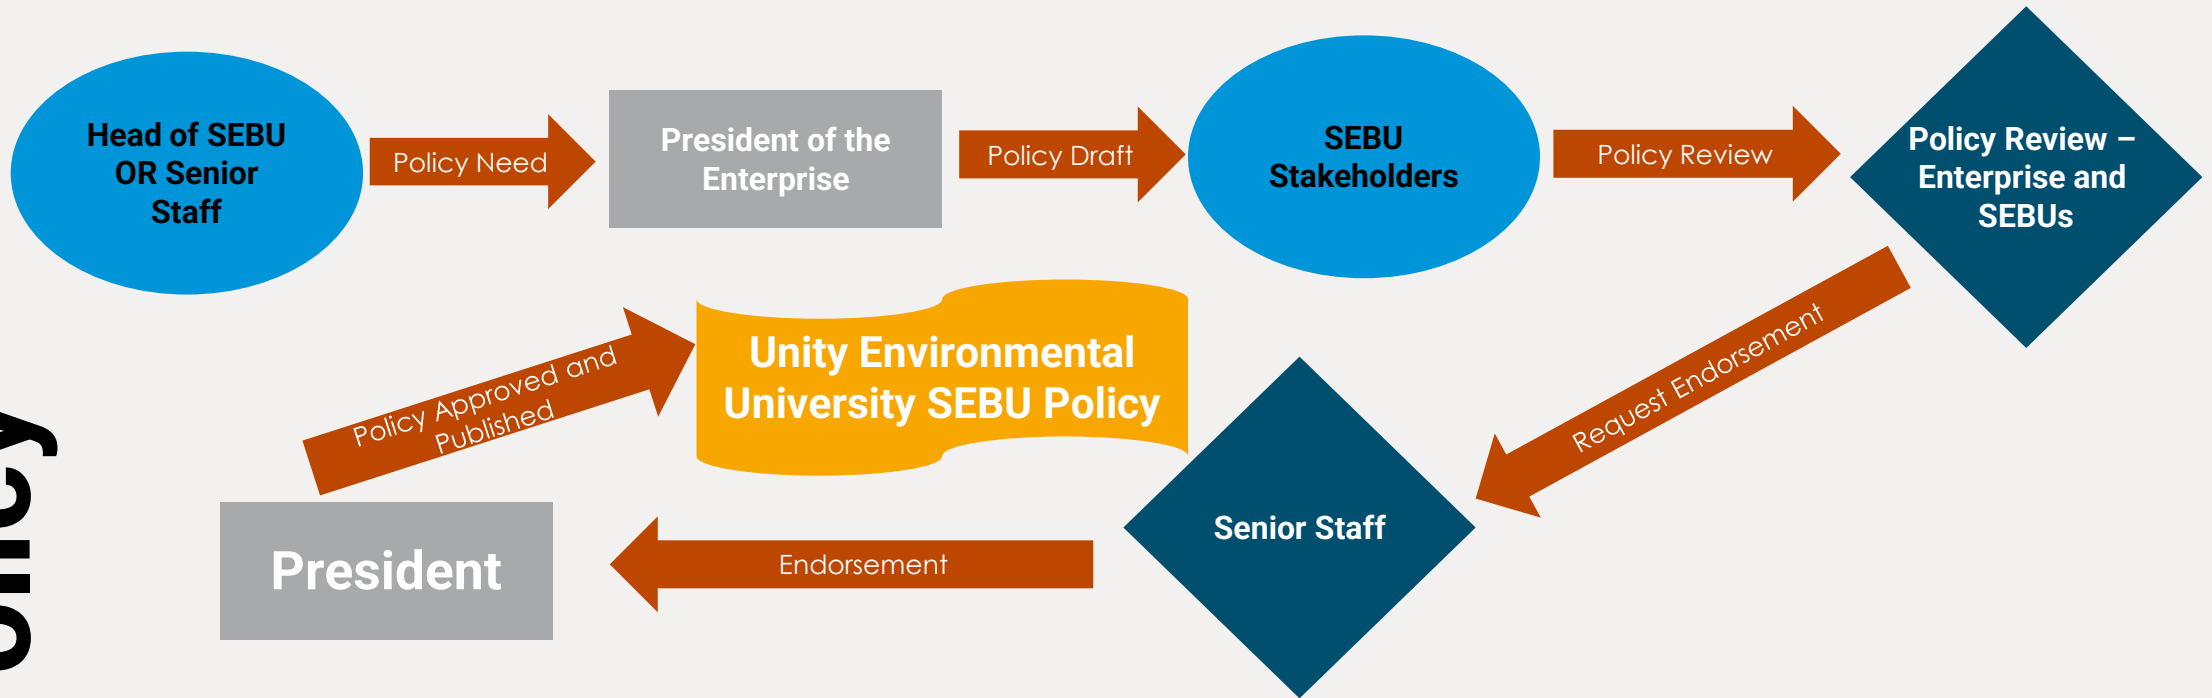 Head of SEBU
OR Senior
Staff
Policy Need
President of the
Enterprise
Policy Draft
SEBU
Stakeholders
Policy Review
Policy Review –
Enterprise and
SEBUs
Request Endorsement
Senior Staff
Endorsement
President
Policy Approved and
Published
Unity Environmental
University SEBU Policy